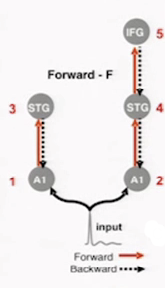 IFG 5
Forward - F
3 STG STG 4
1 A1 A1 2
input
Forward
Backward